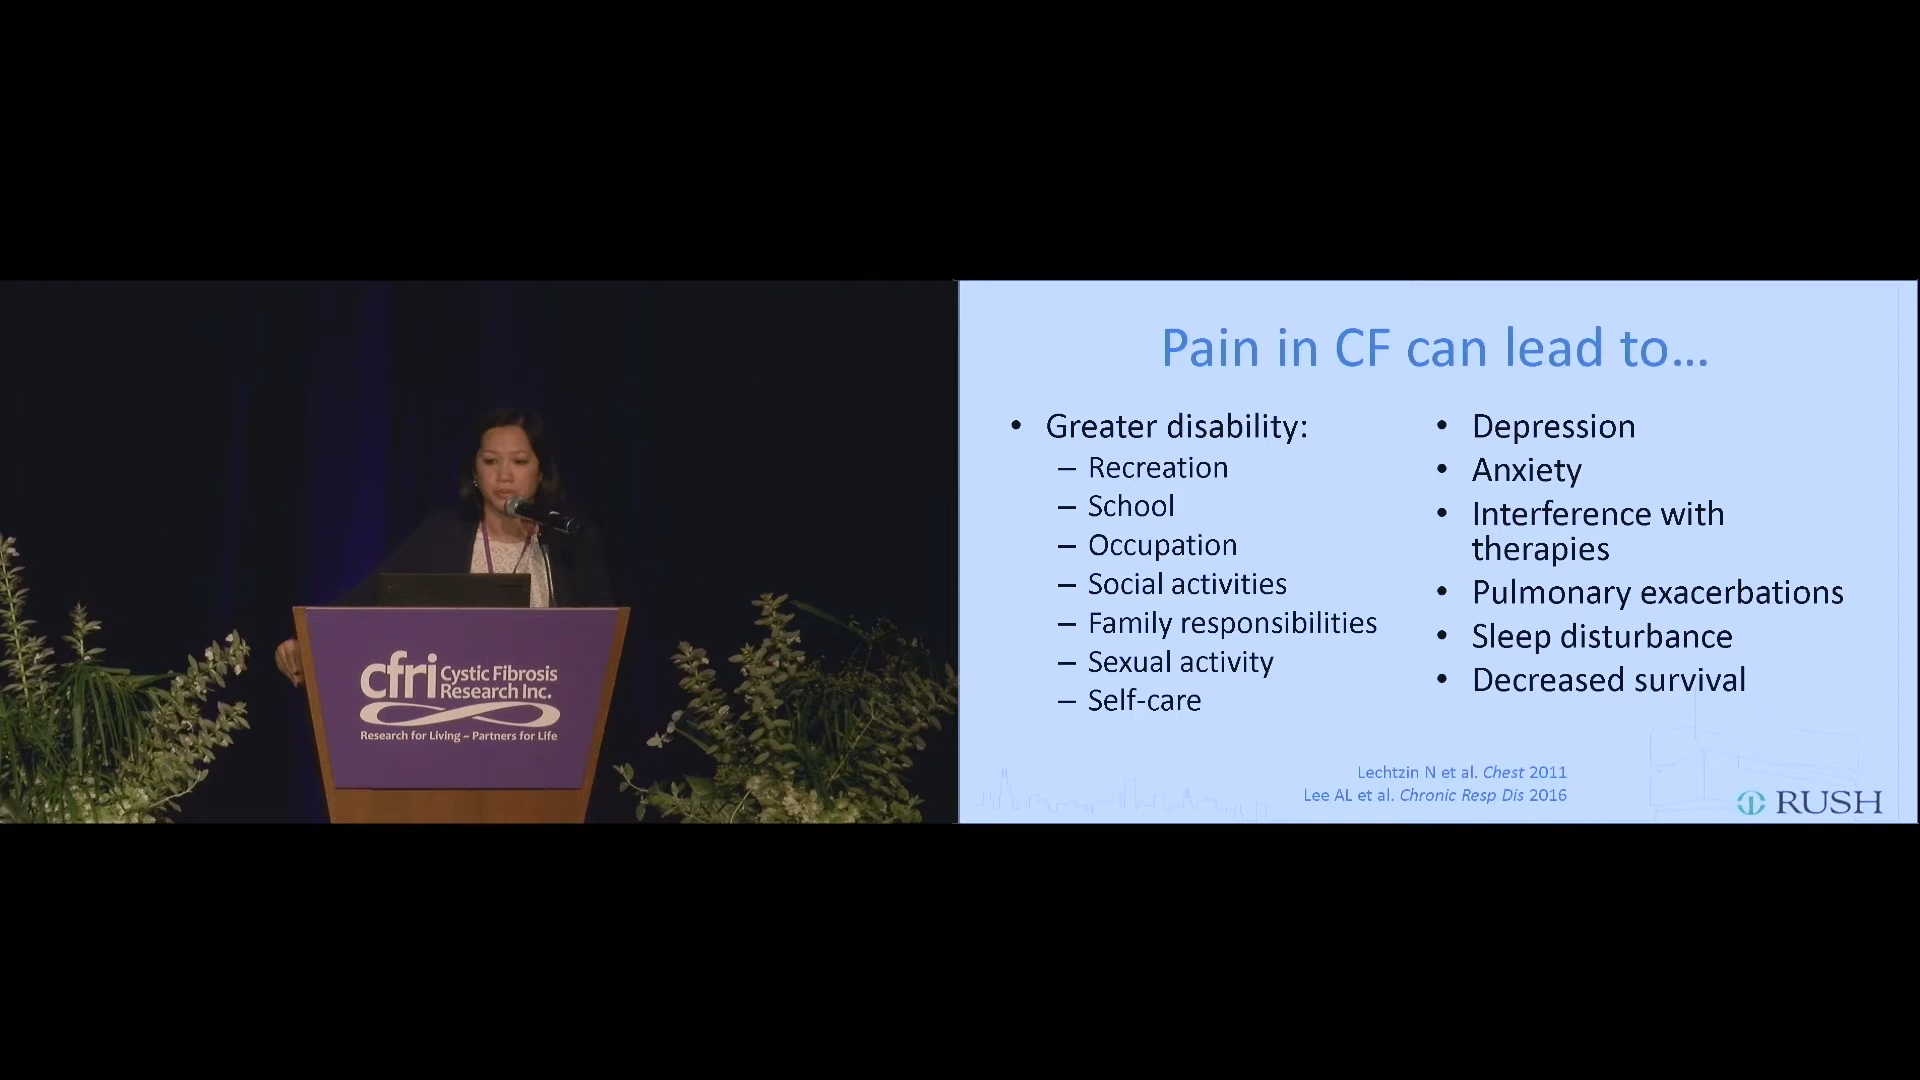 cfri Cystic Fibrosis
Research Inc.
Research for Living ~ Partners for Life
Pain in CF can lead to...
• Greater disability:
– Recreation
– School
– Occupation
– Social activities
– Family responsibilities
– Sexual activity
– Self-care
• Depression
• Anxiety
• Interference with
therapies
• Pulmonary exacerbations
• Sleep disturbance
• Decreased survival
Lechtzin N et al. Chest 2011
Lee AL et al. Chronic Resp Dis 2016
RUSH